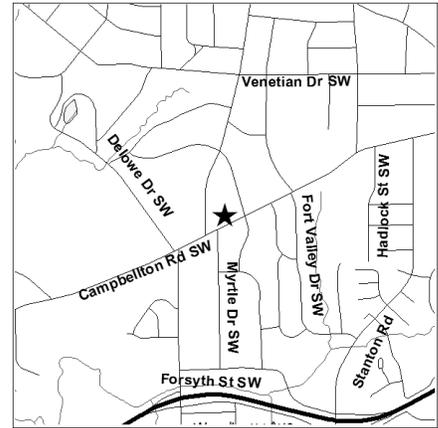 Venetian Dr SW
Delowe Dr SW
Hadlock St SW
Fort Valley Dr SW
Campbellton Rd SW
Myrtle Dr SW
Stanton Rd
Forsyth St SW